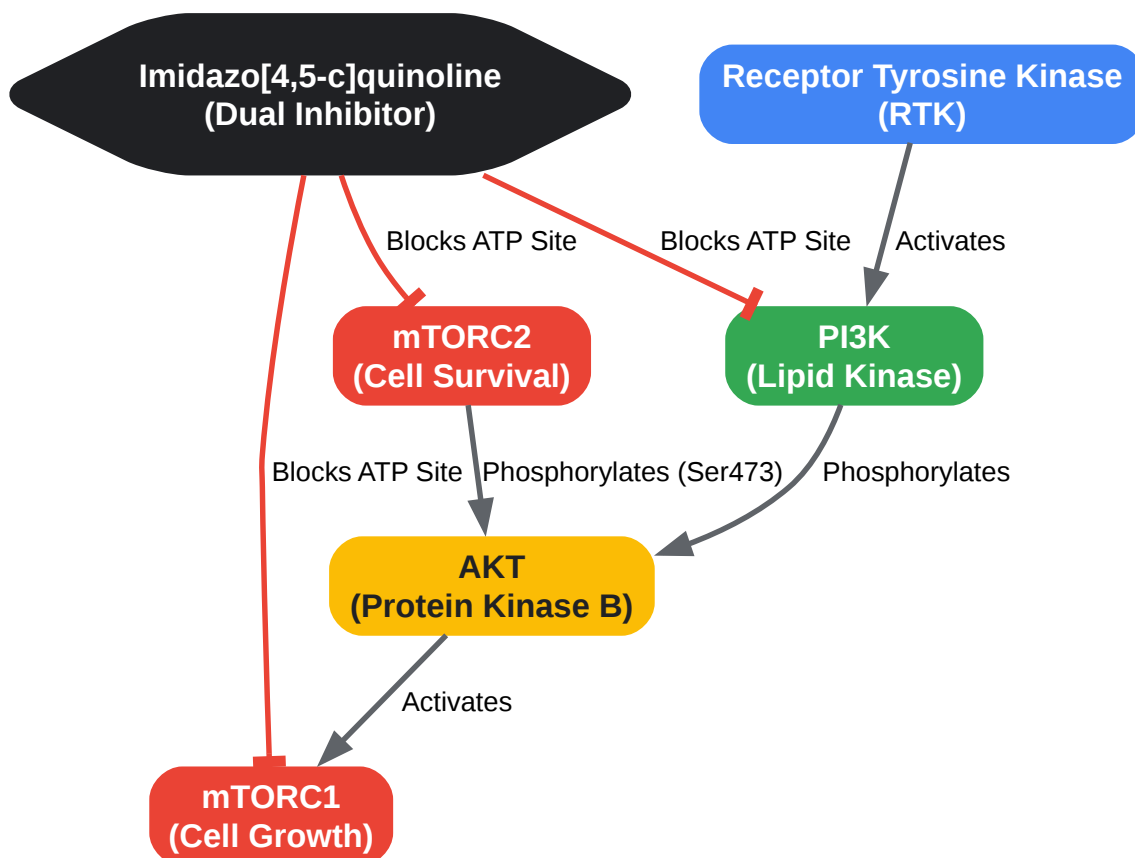 Imidazo[4,5-c]quinoline
(Dual Inhibitor)
Receptor Tyrosine Kinase
(RTK)
Blocks ATP Site
Blocks ATP Site
Activates
mTORC2
(Cell Survival)
PI3K
(Lipid Kinase)
Blocks ATP Site
Phosphorylates (Ser473)
Phosphorylates
AKT
(Protein Kinase B)
Activates
mTORC1
(Cell Growth)